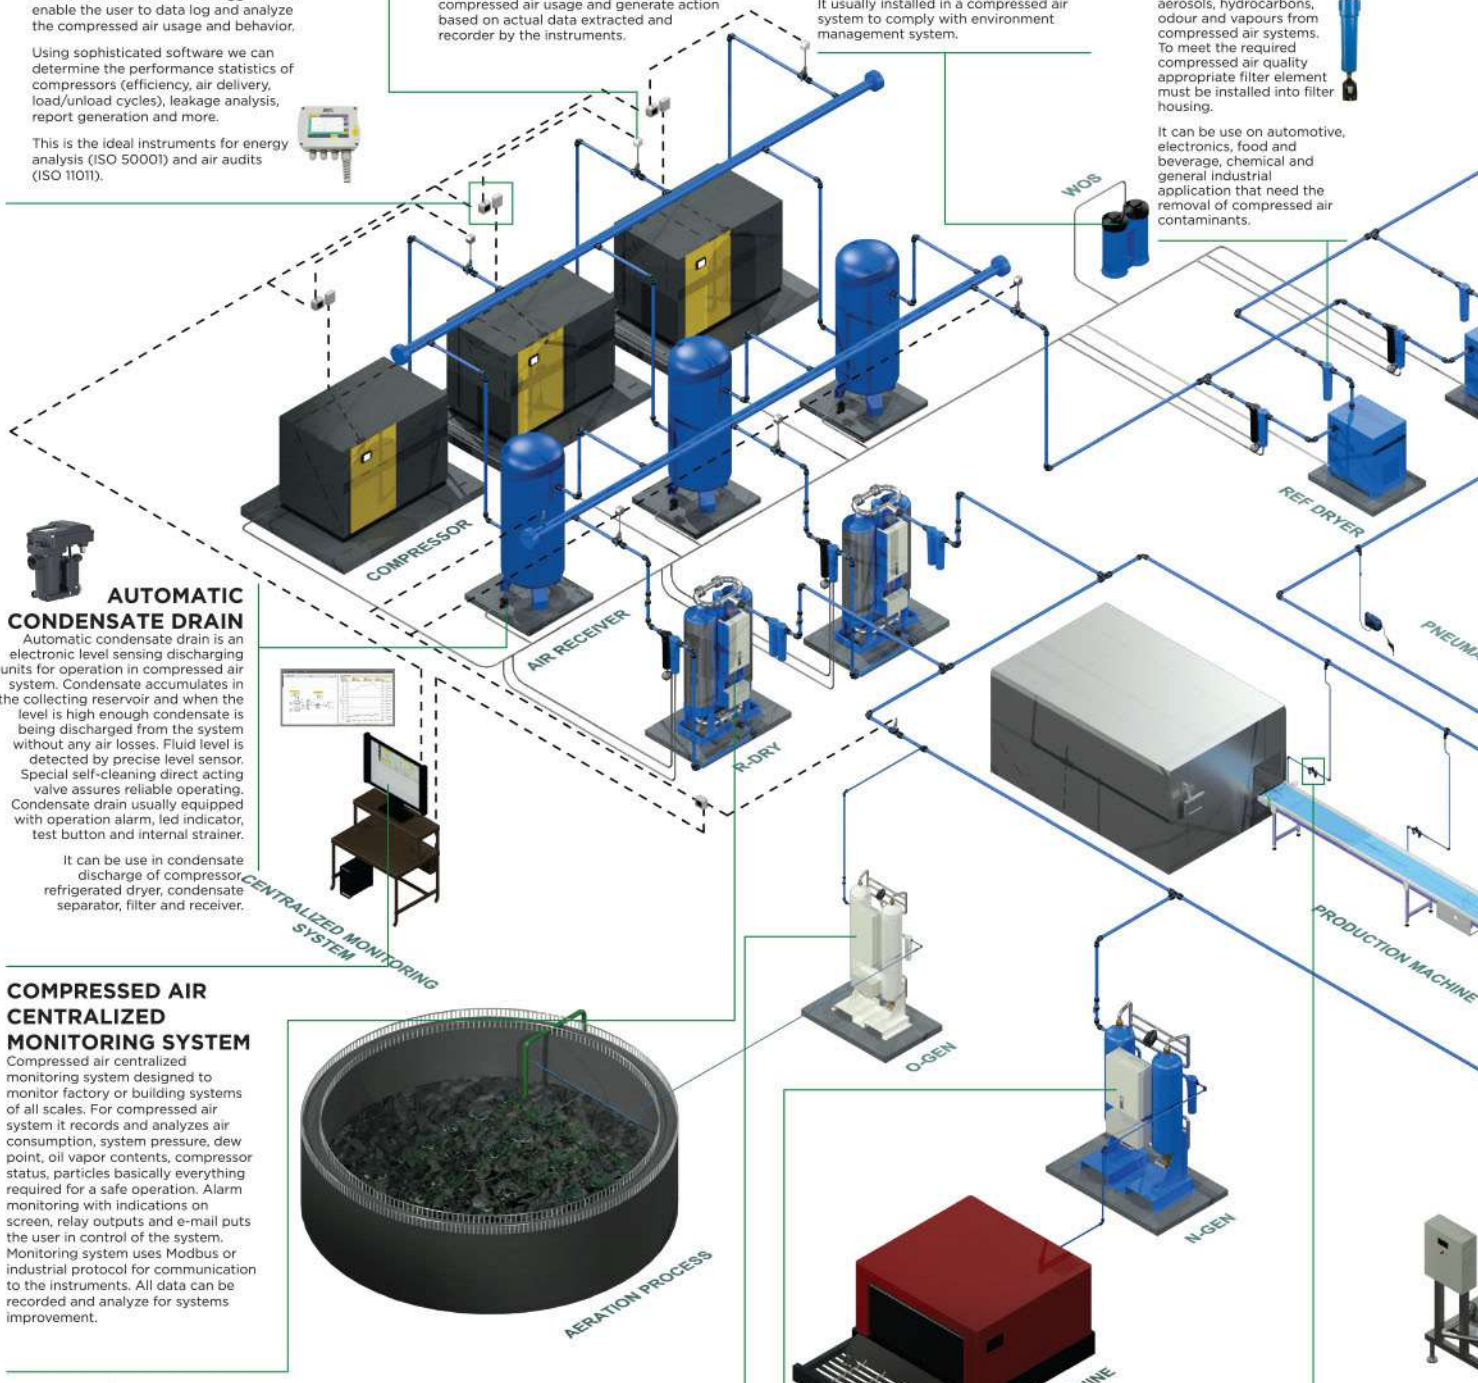 enable the user to data log and analyze
the compressed air usage and behavior.
Using sophisticated software we can
determine the performance statistics of
compressors (efficiency, air delivery,
load/unload cycles), leakage analysis,
report generation and more.
This is the ideal instruments for energy
analysis (ISO 50001) and air audits
(ISO 11011).
compressed air usage and generate action
based on actual data extracted and
recorder by the instruments.
It usually installed in a compressed air
system to comply with environment
management system.
aerosols, hydrocarbons,
odour and vapours from
compressed air systems.
To meet the required
compressed air quality
appropriate filter element
must be installed into filter
housing.
It can be use on automotive,
electronics, food and
beverage, chemical and
general industrial
application that need the
removal of compressed air
contaminants.
WOS
REF DRYER
COMPRESSOR
AIR RECEIVER
R-DRY
PNEUMA
AUTOMATIC
CONDENSATE DRAIN
Automatic condensate drain is an
electronic level sensing discharging
units for operation in compressed air
system. Condensate accumulates in
the collecting reservoir and when the
level is high enough condensate is
being discharged from the system
without any air losses. Fluid level is
detected by precise level sensor.
Special self-cleaning direct acting
valve assures reliable operating.
Condensate drain usually equipped
with operation alarm, led indicator,
test button and internal strainer.
It can be use in condensate
discharge of compressor,
refrigerated dryer, condensate
separator, filter and receiver.
CENTRALIZED MONITORING
SYSTEM
PRODUCTION MACHINE
COMPRESSED AIR
CENTRALIZED
MONITORING SYSTEM
Compressed air centralized
monitoring system designed to
monitor factory or building systems
of all scales. For compressed air
system it records and analyzes air
consumption, system pressure, dew
point, oil vapor contents, compressor
status, particles basically everything
required for a safe operation. Alarm
monitoring with indications on
screen, relay outputs and e-mail puts
the user in control of the system.
Monitoring system uses Modbus or
industrial protocol for communication
to the instruments. All data can be
recorded and analyze for systems
improvement.
O-GEN
N-GEN
AERATION PROCESS
INE